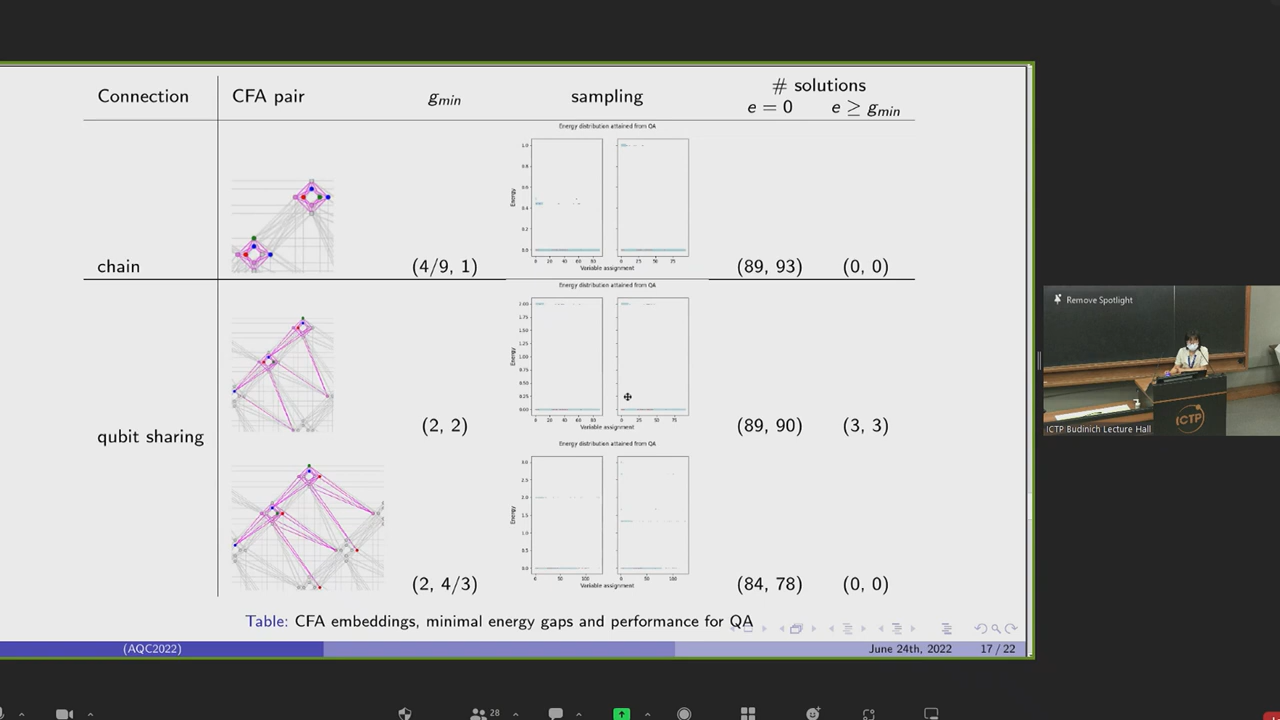 Connection CFA pair gmin sampling # solutions
e = 0 e ≥ gmin
Energy distribution attained from QA
Energy
Variable assignment
chain (4/9, 1) (89, 93) (0, 0)
Energy distribution attained from QA
Energy
Variable assignment
(2, 2) (89, 90) (3, 3)
qubit sharing
Energy distribution attained from QA
Energy
Variable assignment
(2, 4/3) (84, 78) (0, 0)
Table: CFA embeddings, minimal energy gaps and performance for QA
(AQC2022) June 24th, 2022 17 / 22
Remove Spotlight
ICTP
ICTP Budinich Lecture Hall
28